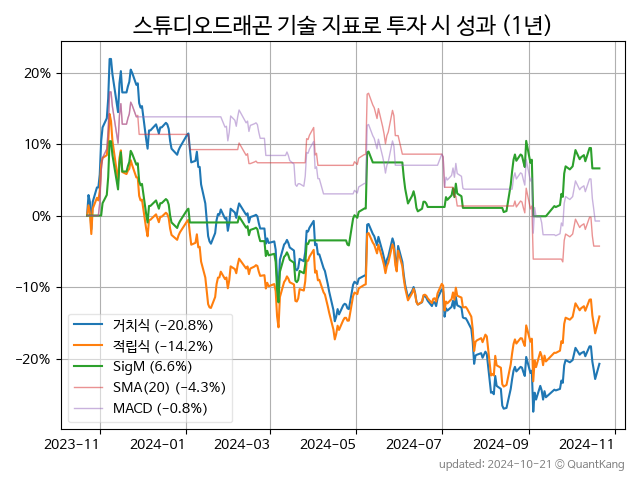 스튜디오드래곤 기술 지표로 투자 시 성과 (1년)
20%
10%
0%
−10%
−20%
거치식 (−20.8%)
적립식 (−14.2%)
SigM (6.6%)
SMA(20) (−4.3%)
MACD (−0.8%)
2023-11 2024-01 2024-03 2024-05 2024-07 2024-09 2024-11
updated: 2024-10-21 © QuantKang